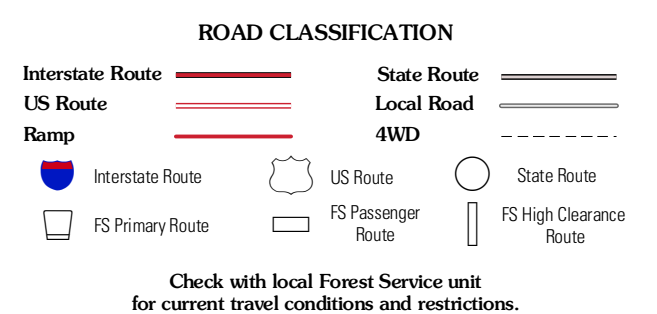 ROAD CLASSIFICATION
Interstate Route
State Route
US Route
Local Road
Ramp
4WD
Interstate Route
US Route
State Route
FS Primary Route
FS Passenger
Route
FS High Clearance
Route
Check with local Forest Service unit
for current travel conditions and restrictions.